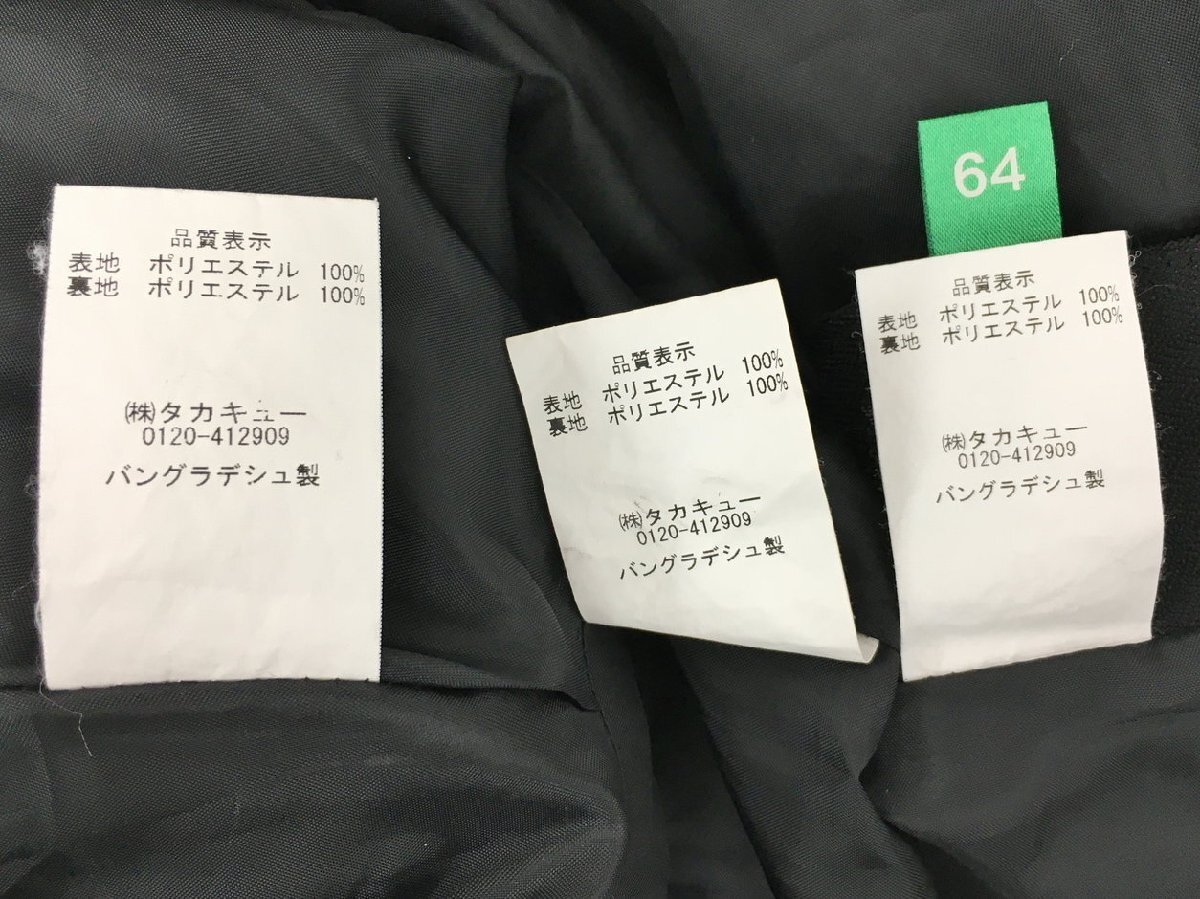 品質表示
表地 ポリエステル 100%
裏地 ポリエステル 100%
㈱タカキュー
0120-412909
バングラデシュ製
品質表示
表地 ポリエステル 100%
裏地 ポリエステル 100%
㈱タカキュー
0120-412909
バングラデシュ製
64
品質表示
表地 ポリエステル 100%
裏地 ポリエステル 100%
㈱タカキュー
0120-412909
バングラデシュ製